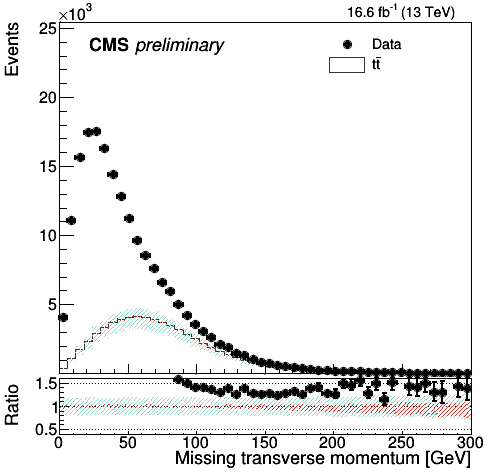 ×10³
16.6 fb⁻¹ (13 TeV)
Events
CMS preliminary
Data
tt̄
25
20
15
10
5
Ratio
1.5
1
0.5
0 50 100 150 200 250 300
Missing transverse momentum [GeV]